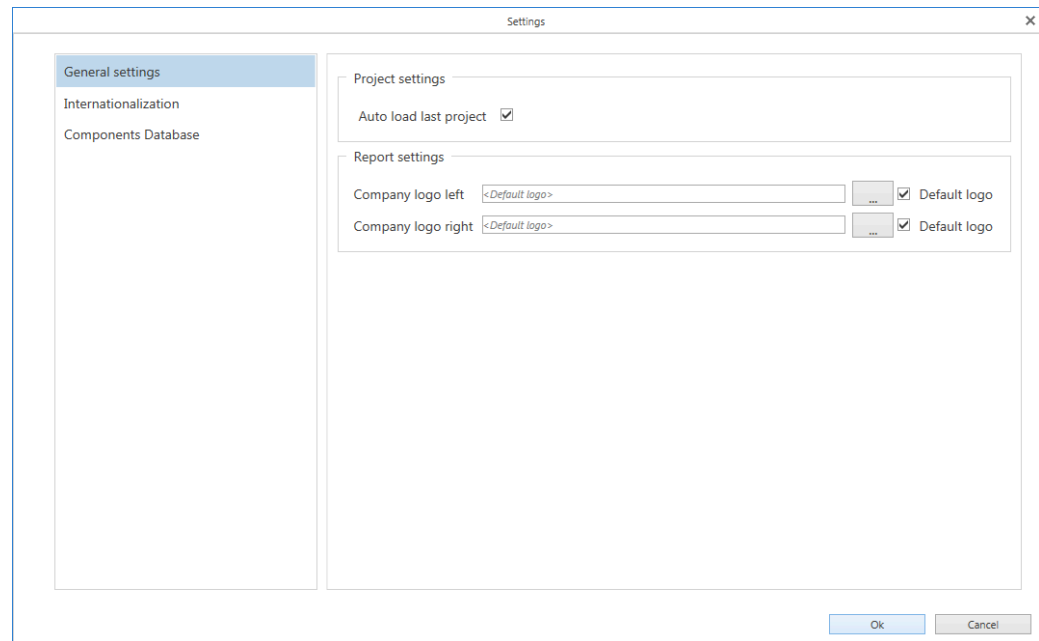 Settings
General settings
Internationalization
Components Database
Project settings
Auto load last project
Report settings
Company logo left <Default logo> ... Default logo
Company logo right <Default logo> ... Default logo
Ok Cancel